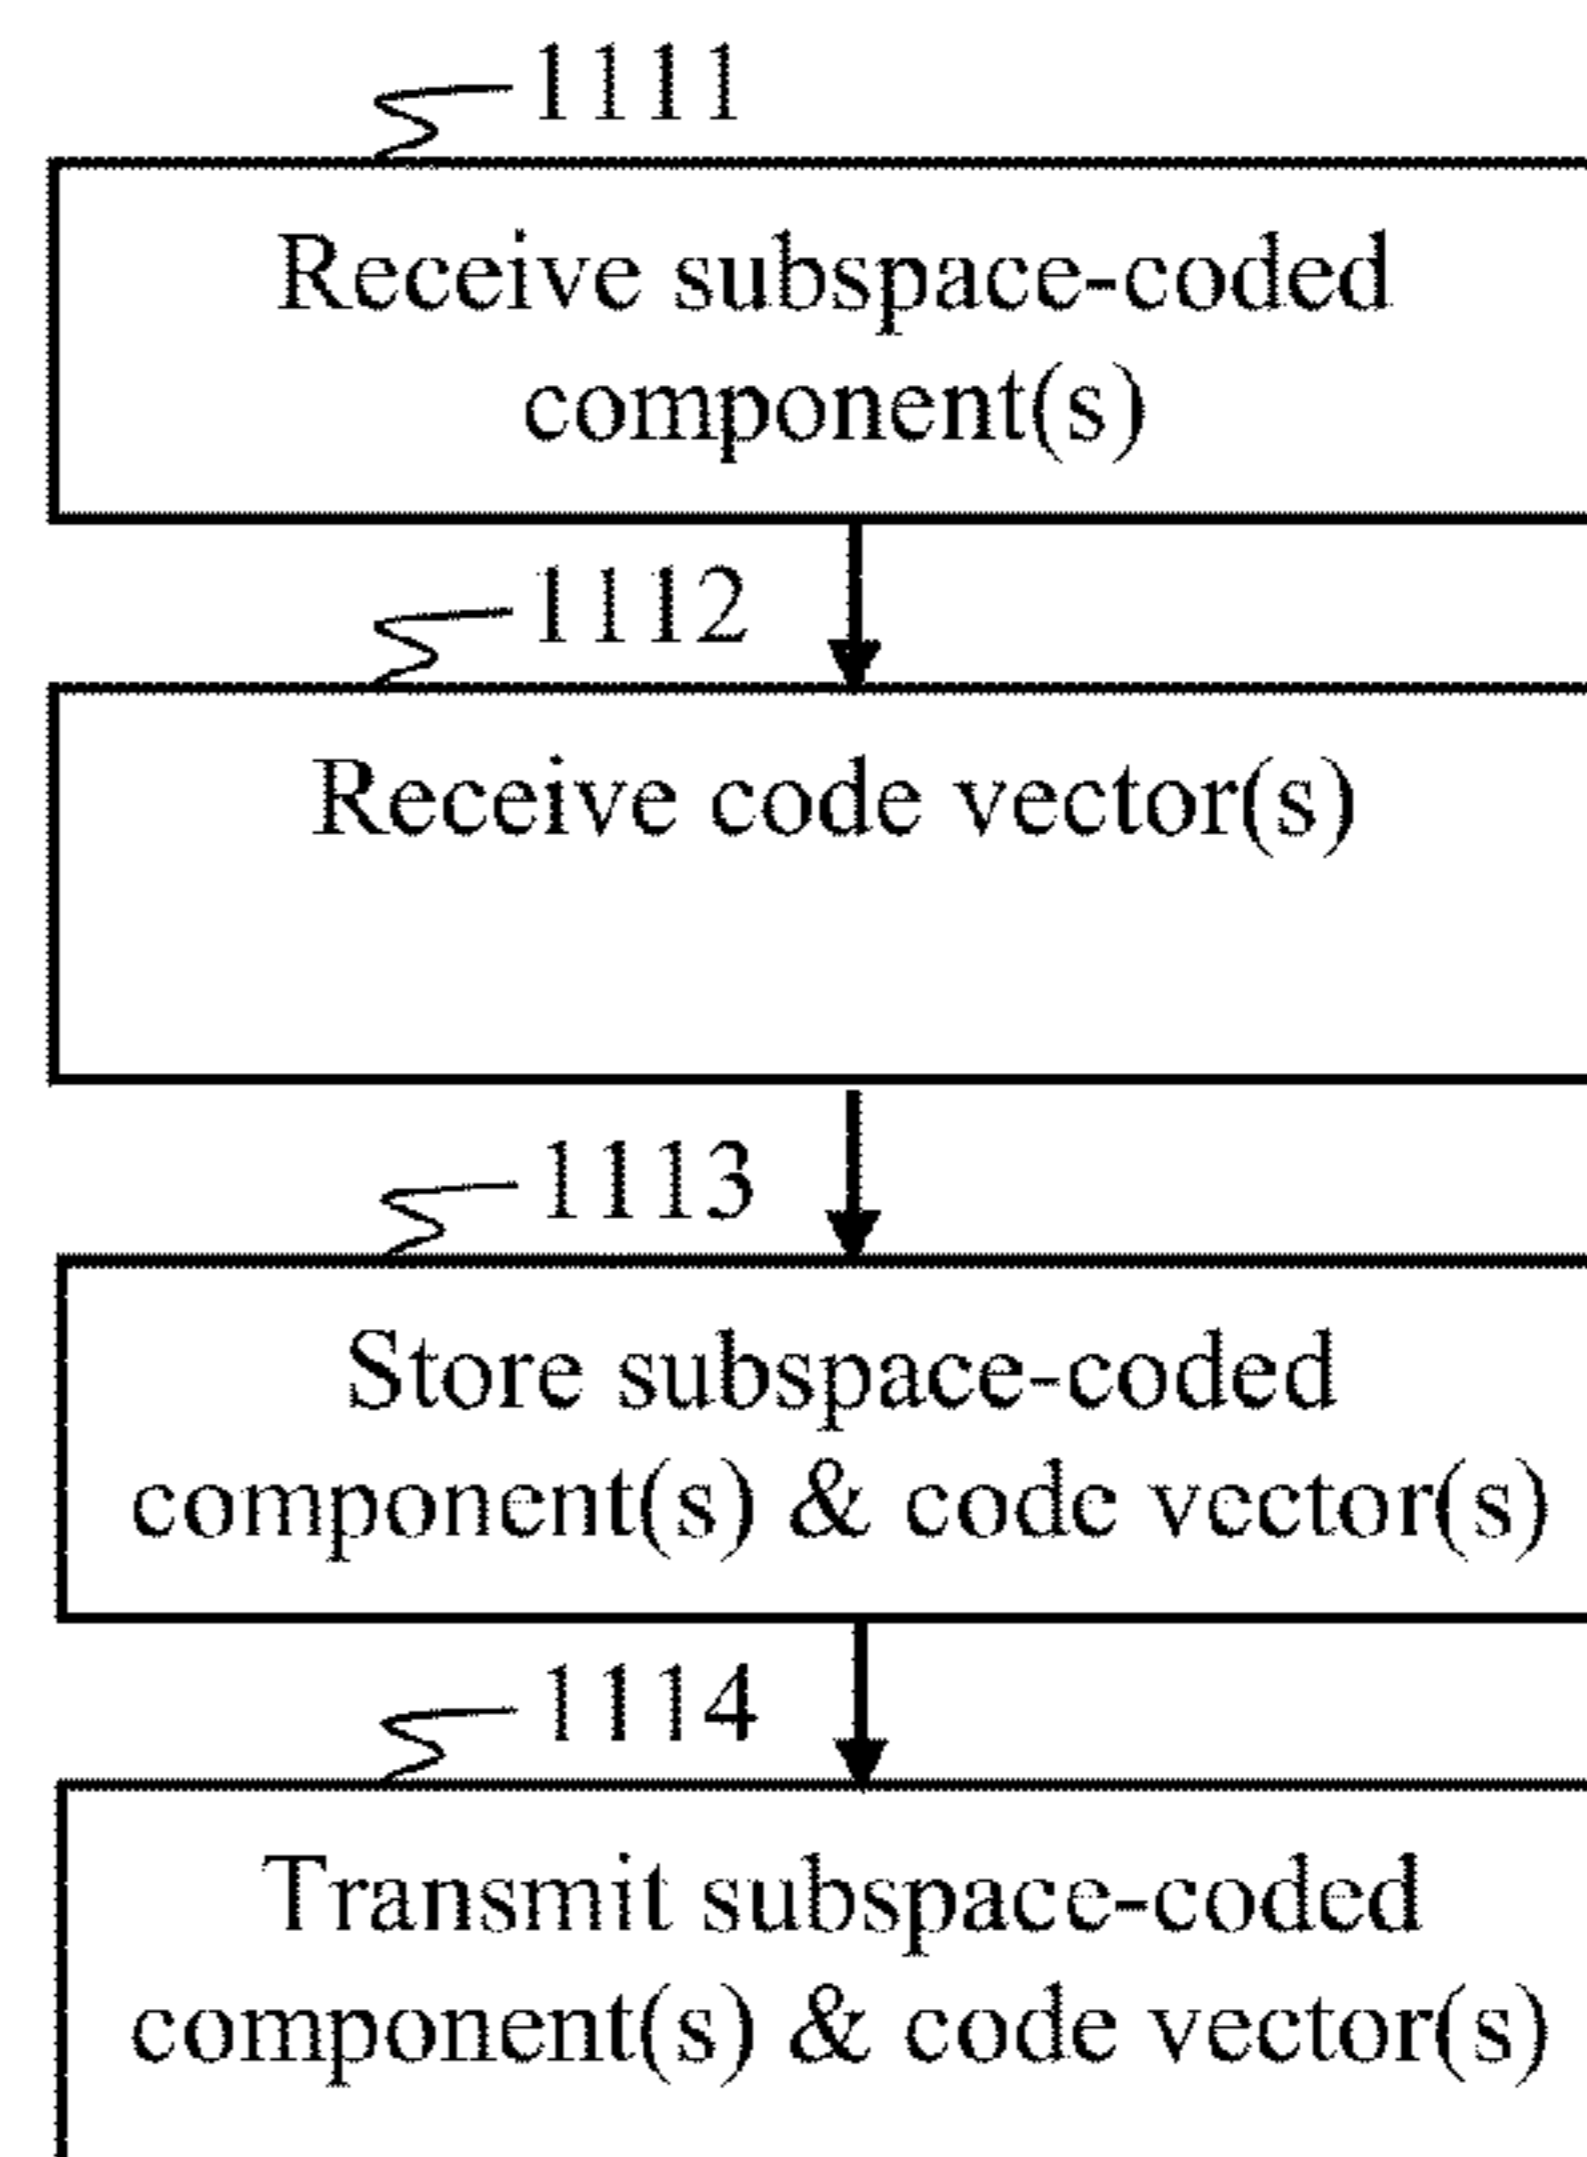 1111
Receive subspace-coded
component(s)
1112
Receive code vector(s)
1113
Store subspace-coded
component(s) & code vector(s)
1114
Transmit subspace-coded
component(s) & code vector(s)